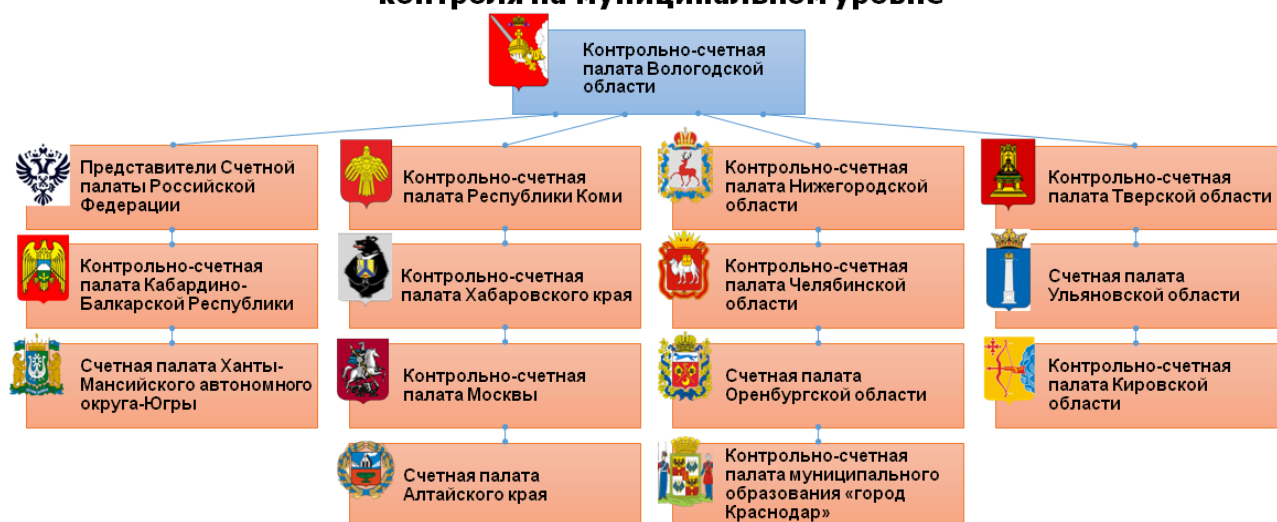 контроля на муниципальном уровне
Контрольно-счетная
палата Вологодской
области
Представители Счетной
палаты Российской
Федерации
Контрольно-счетная
палата Республики Коми
Контрольно-счетная
палата Нижегородской
области
Контрольно-счетная
палата Тверской области
Контрольно-счетная
палата Кабардино-
Балкарской Республики
Контрольно-счетная
палата Хабаровского края
Контрольно-счетная
палата Челябинской
области
Счетная палата
Ульяновской области
Счетная палата Ханты-
Мансийского автономного
округа-Югры
Контрольно-счетная
палата Москвы
Счетная палата
Оренбургской области
Контрольно-счетная
палата Кировской
области
Счетная палата
Алтайского края
Контрольно-счетная
палата муниципального
образования «город
Краснодар»